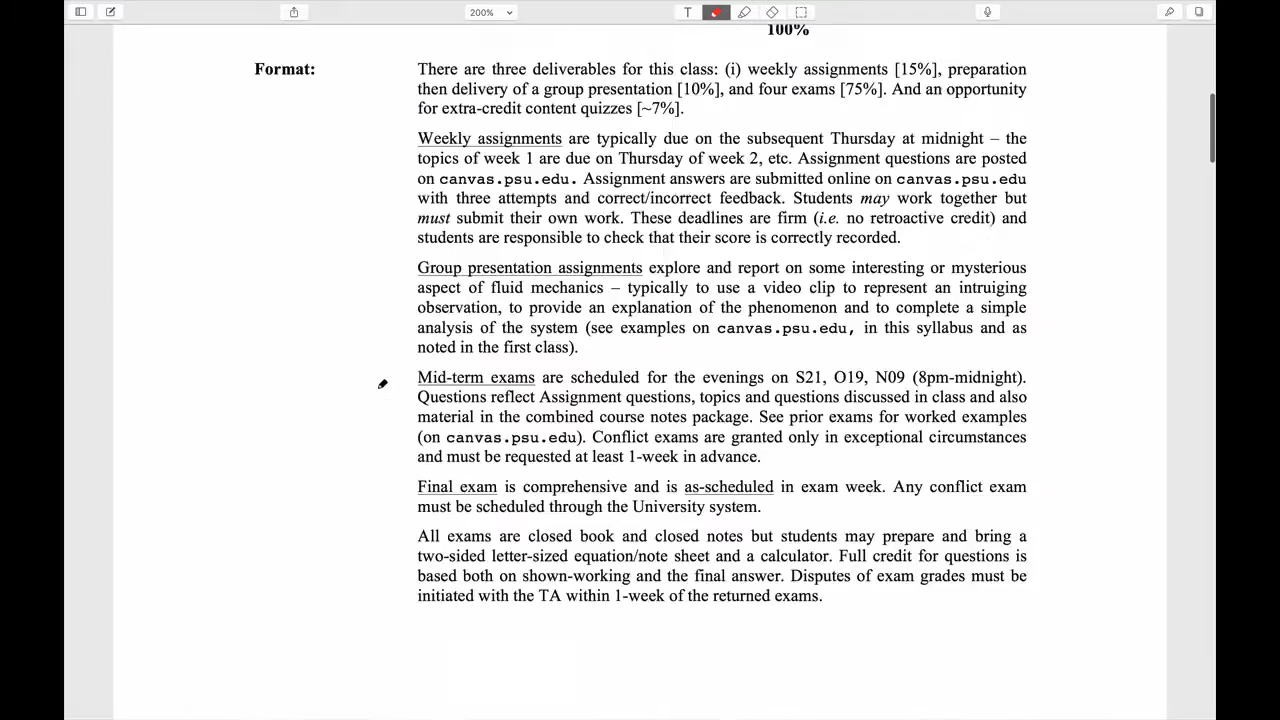 200%
T
100%
Format:
There are three deliverables for this class: (i) weekly assignments [15%], preparation
then delivery of a group presentation [10%], and four exams [75%]. And an opportunity
for extra-credit content quizzes [~7%].
Weekly assignments are typically due on the subsequent Thursday at midnight – the
topics of week 1 are due on Thursday of week 2, etc. Assignment questions are posted
on canvas.psu.edu. Assignment answers are submitted online on canvas.psu.edu
with three attempts and correct/incorrect feedback. Students may work together but
must submit their own work. These deadlines are firm (i.e. no retroactive credit) and
students are responsible to check that their score is correctly recorded.
Group presentation assignments explore and report on some interesting or mysterious
aspect of fluid mechanics – typically to use a video clip to represent an intruiging
observation, to provide an explanation of the phenomenon and to complete a simple
analysis of the system (see examples on canvas.psu.edu, in this syllabus and as
noted in the first class).
Mid-term exams are scheduled for the evenings on S21, O19, N09 (8pm-midnight).
Questions reflect Assignment questions, topics and questions discussed in class and also
material in the combined course notes package. See prior exams for worked examples
(on canvas.psu.edu). Conflict exams are granted only in exceptional circumstances
and must be requested at least 1-week in advance.
Final exam is comprehensive and is as-scheduled in exam week. Any conflict exam
must be scheduled through the University system.
All exams are closed book and closed notes but students may prepare and bring a
two-sided letter-sized equation/note sheet and a calculator. Full credit for questions is
based both on shown-working and the final answer. Disputes of exam grades must be
initiated with the TA within 1-week of the returned exams.